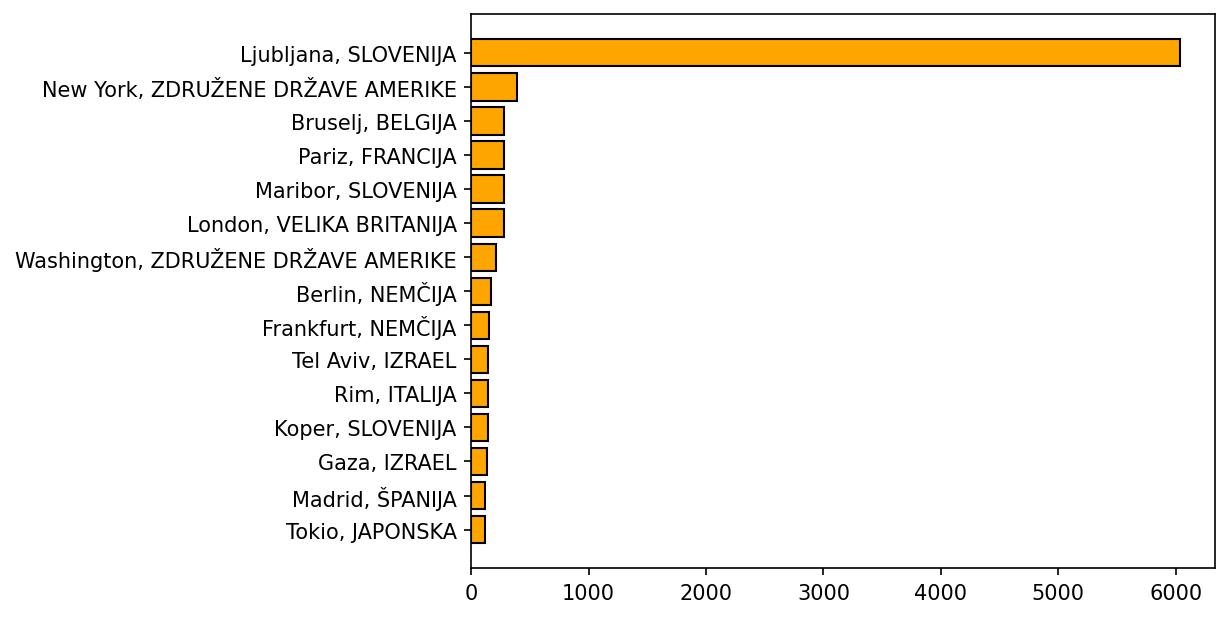 Ljubljana, SLOVENIJA
New York, ZDRUŽENE DRŽAVE AMERIKE
Bruselj, BELGIJA
Pariz, FRANCIJA
Maribor, SLOVENIJA
London, VELIKA BRITANIJA
Washington, ZDRUŽENE DRŽAVE AMERIKE
Berlin, NEMČIJA
Frankfurt, NEMČIJA
Tel Aviv, IZRAEL
Rim, ITALIJA
Koper, SLOVENIJA
Gaza, IZRAEL
Madrid, ŠPANIJA
Tokio, JAPONSKA
0 1000 2000 3000 4000 5000 6000